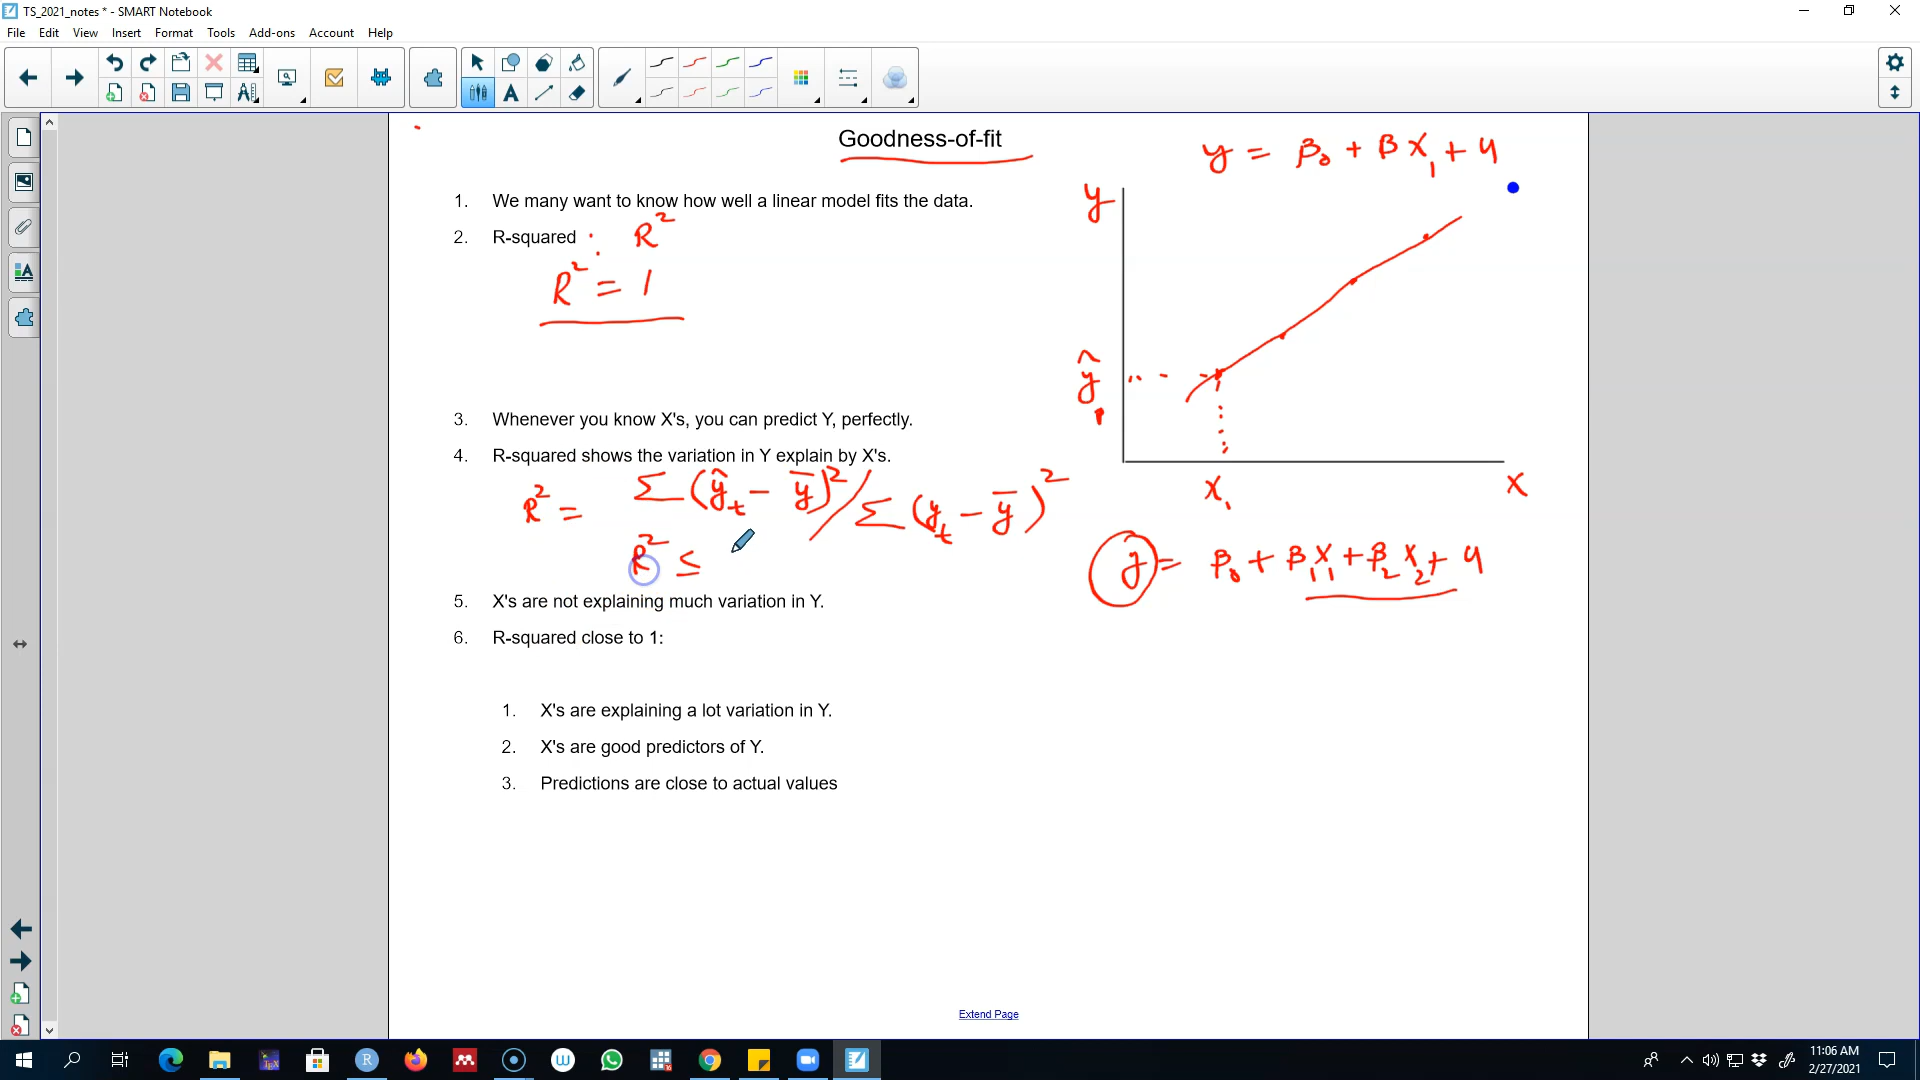 TS_2021_notes * - SMART Notebook
File Edit View Insert Format Tools Add-ons Account Help
Goodness-of-fit
y = β₀ + β X₁ + u
1. We many want to know how well a linear model fits the data.
2. R-squared : R²
R² = 1
y
ŷ₁
X₁
X
3. Whenever you know X's, you can predict Y, perfectly.
4. R-squared shows the variation in Y explain by X's.
R² = Σ(ŷₜ - ȳ)² / Σ(yₜ - ȳ)²
R² ≤
y = β₀ + β₁X₁ + β₂X₂ + u
5. X's are not explaining much variation in Y.
6. R-squared close to 1:
1. X's are explaining a lot variation in Y.
2. X's are good predictors of Y.
3. Predictions are close to actual values
Extend Page
11:06 AM
2/27/2021